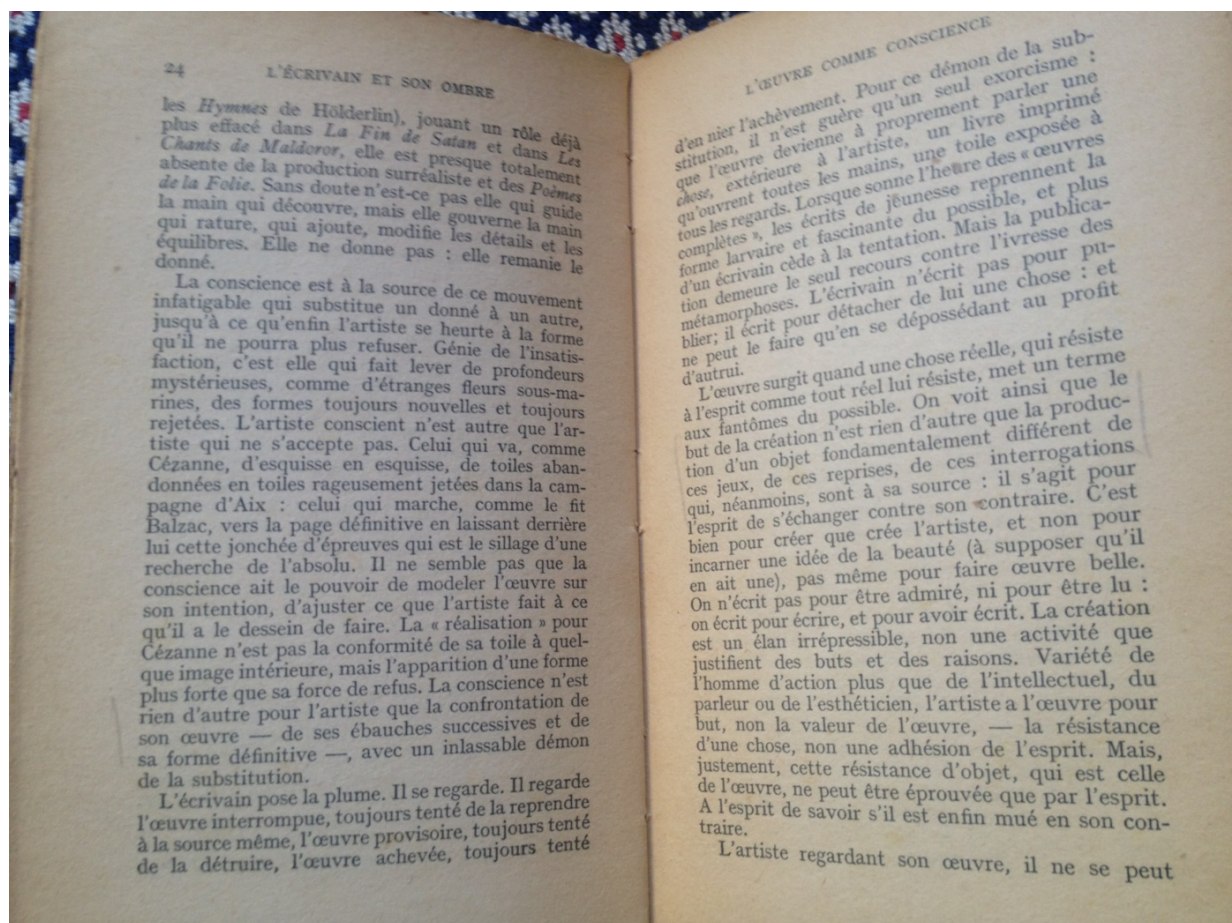 24 L'ÉCRIVAIN ET SON OMBRE
les Hymnes de Hölderlin), jouant un rôle déjà
plus effacé dans La Fin de Satan et dans Les
Chants de Maldoror, elle est presque totalement
absente de la production surréaliste et des Poèmes
de la Folie. Sans doute n'est-ce pas elle qui guide
la main qui découvre, mais elle gouverne la main
qui rature, qui ajoute, modifie les détails et les
équilibres. Elle ne donne pas : elle remanie le
donné.
La conscience est à la source de ce mouvement
infatigable qui substitue un donné à un autre,
jusqu'à ce qu'enfin l'artiste se heurte à la forme
qu'il ne pourra plus refuser. Génie de l'insatis-
faction, c'est elle qui fait lever de profondeurs
mystérieuses, comme d'étranges fleurs sous-ma-
rines, des formes toujours nouvelles et toujours
rejetées. L'artiste conscient n'est autre que l'ar-
tiste qui ne s'accepte pas. Celui qui va, comme
Cézanne, d'esquisse en esquisse, de toiles aban-
données en toiles rageusement jetées dans la cam-
pagne d'Aix : celui qui marche, comme le fit
Balzac, vers la page définitive en laissant derrière
lui cette jonchée d'épreuves qui est le sillage d'une
recherche de l'absolu. Il ne semble pas que la
conscience ait le pouvoir de modeler l'œuvre sur
son intention, d'ajuster ce que l'artiste fait à ce
qu'il a le dessein de faire. La « réalisation » pour
Cézanne n'est pas la conformité de sa toile à quel-
que image intérieure, mais l'apparition d'une forme
plus forte que sa force de refus. La conscience n'est
rien d'autre pour l'artiste que la confrontation de
son œuvre — de ses ébauches successives et de
sa forme définitive —, avec un inlassable démon
de la substitution.
L'écrivain pose la plume. Il se regarde. Il regarde
l'œuvre interrompue, toujours tenté de la reprendre
à la source même, l'œuvre provisoire, toujours tenté
de la détruire, l'œuvre achevée, toujours tenté
L'ŒUVRE COMME CONSCIENCE
d'en nier l'achèvement. Pour ce démon de la sub-
stitution, il n'est guère qu'un seul exorcisme :
que l'œuvre devienne à proprement parler une
chose, extérieure à l'artiste, un livre imprimé
qu'ouvrent toutes les mains, une toile exposée à
tous les regards. Lorsque sonne l'heure des « œuvres
complètes », les écrits de jeunesse reprennent la
forme larvaire et fascinante du possible, et plus
d'un écrivain cède à la tentation. Mais la publica-
tion demeure le seul recours contre l'ivresse des
métamorphoses. L'écrivain n'écrit pas pour pu-
blier; il écrit pour détacher de lui une chose : et
ne peut le faire qu'en se dépossédant au profit
d'autrui.
L'œuvre surgit quand une chose réelle, qui résiste
à l'esprit comme tout réel lui résiste, met un terme
aux fantômes du possible. On voit ainsi que le
but de la création n'est rien d'autre que la produc-
tion d'un objet fondamentalement différent de
ces jeux, de ces reprises, de ces interrogations
qui, néanmoins, sont à sa source : il s'agit pour
l'esprit de s'échanger contre son contraire. C'est
bien pour créer que crée l'artiste, et non pour
incarner une idée de la beauté (à supposer qu'il
en ait une), pas même pour faire œuvre belle.
On n'écrit pas pour être admiré, ni pour être lu :
on écrit pour écrire, et pour avoir écrit. La création
est un élan irrépressible, non une activité que
justifient des buts et des raisons. Variété de
l'homme d'action plus que de l'intellectuel, du
parleur ou de l'esthéticien, l'artiste a l'œuvre pour
but, non la valeur de l'œuvre, — la résistance
d'une chose, non une adhésion de l'esprit. Mais,
justement, cette résistance d'objet, qui est celle
de l'œuvre, ne peut être éprouvée que par l'esprit.
A l'esprit de savoir s'il est enfin mué en son con-
traire.
L'artiste regardant son œuvre, il ne se peut